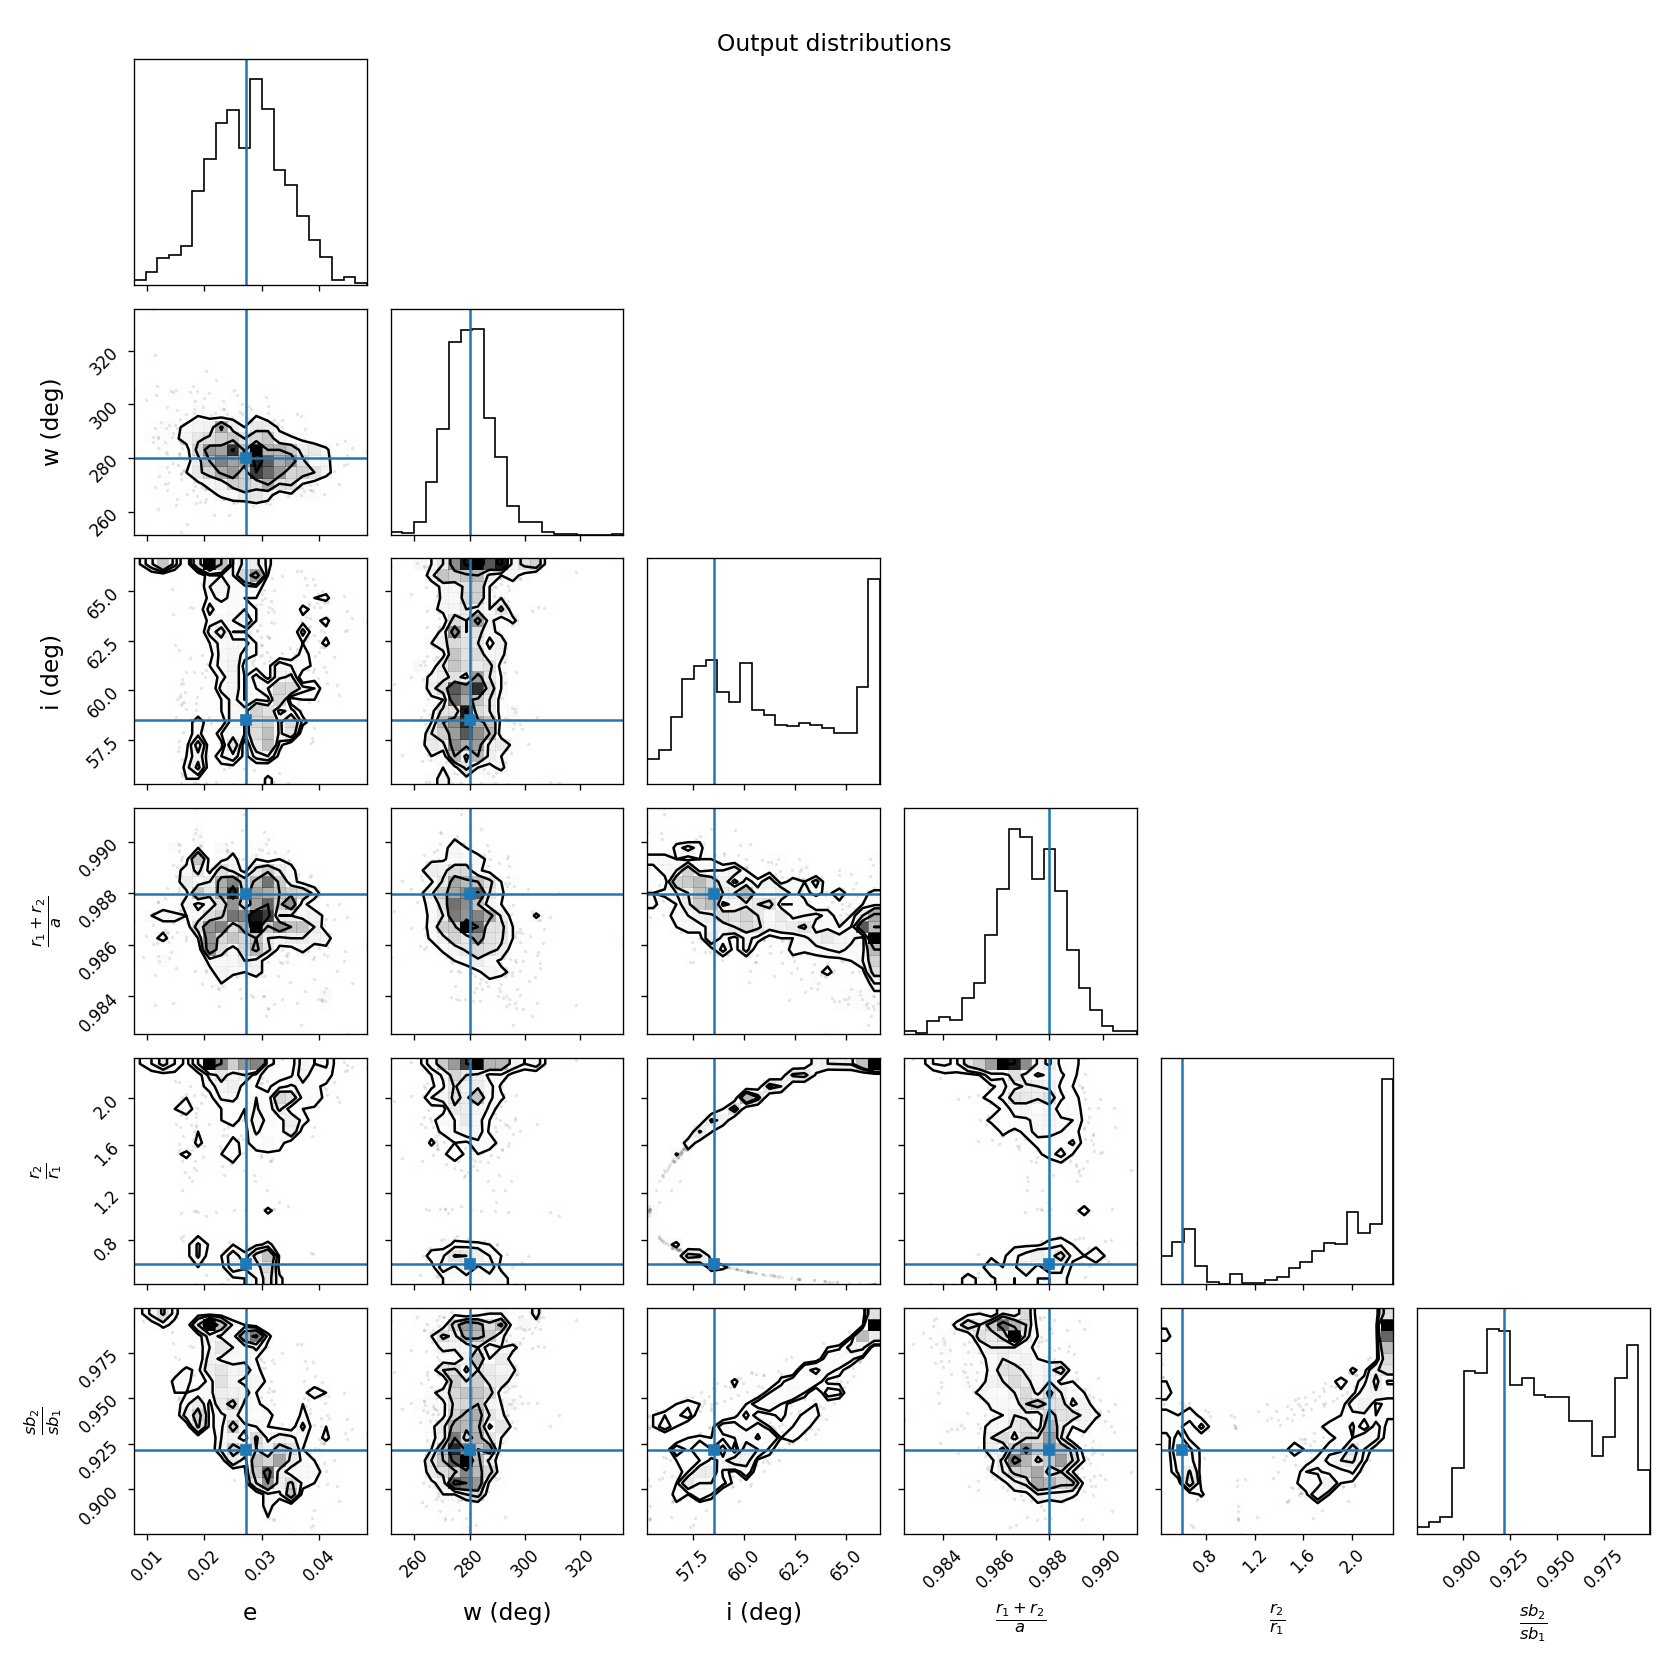 Output distributions
w (deg)
320
300
280
260
i (deg)
65.0
62.5
60.0
57.5
r1 + r2
a
0.990
0.988
0.986
0.984
r2
r1
2.0
1.6
1.2
0.8
sb2
sb1
0.975
0.950
0.925
0.900
0.01 0.02 0.03 0.04 260 280 300 320 57.5 60.0 62.5 65.0 0.984 0.986 0.988 0.990 0.8 1.2 1.6 2.0 0.900 0.925 0.950 0.975
e w (deg) i (deg)
r1 + r2
a
r2
r1
sb2
sb1